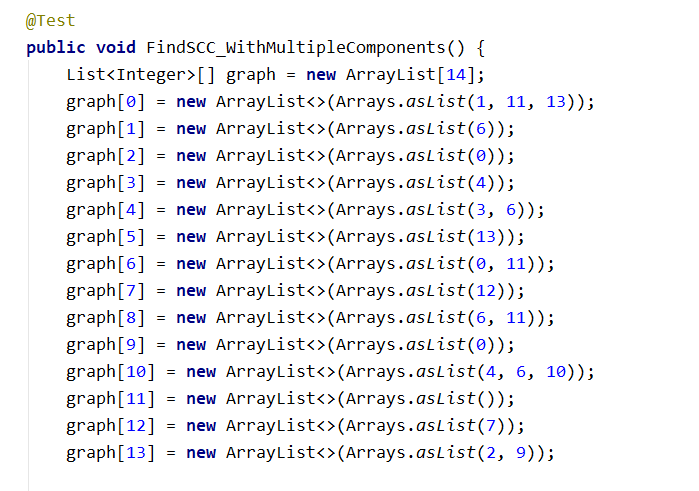 @Test
public void FindSCC_WithMultipleComponents() {
List<Integer>[] graph = new ArrayList[14];
graph[0] = new ArrayList<>(Arrays.asList(1, 11, 13));
graph[1] = new ArrayList<>(Arrays.asList(6));
graph[2] = new ArrayList<>(Arrays.asList(0));
graph[3] = new ArrayList<>(Arrays.asList(4));
graph[4] = new ArrayList<>(Arrays.asList(3, 6));
graph[5] = new ArrayList<>(Arrays.asList(13));
graph[6] = new ArrayList<>(Arrays.asList(0, 11));
graph[7] = new ArrayList<>(Arrays.asList(12));
graph[8] = new ArrayList<>(Arrays.asList(6, 11));
graph[9] = new ArrayList<>(Arrays.asList(0));
graph[10] = new ArrayList<>(Arrays.asList(4, 6, 10));
graph[11] = new ArrayList<>(Arrays.asList());
graph[12] = new ArrayList<>(Arrays.asList(7));
graph[13] = new ArrayList<>(Arrays.asList(2, 9));